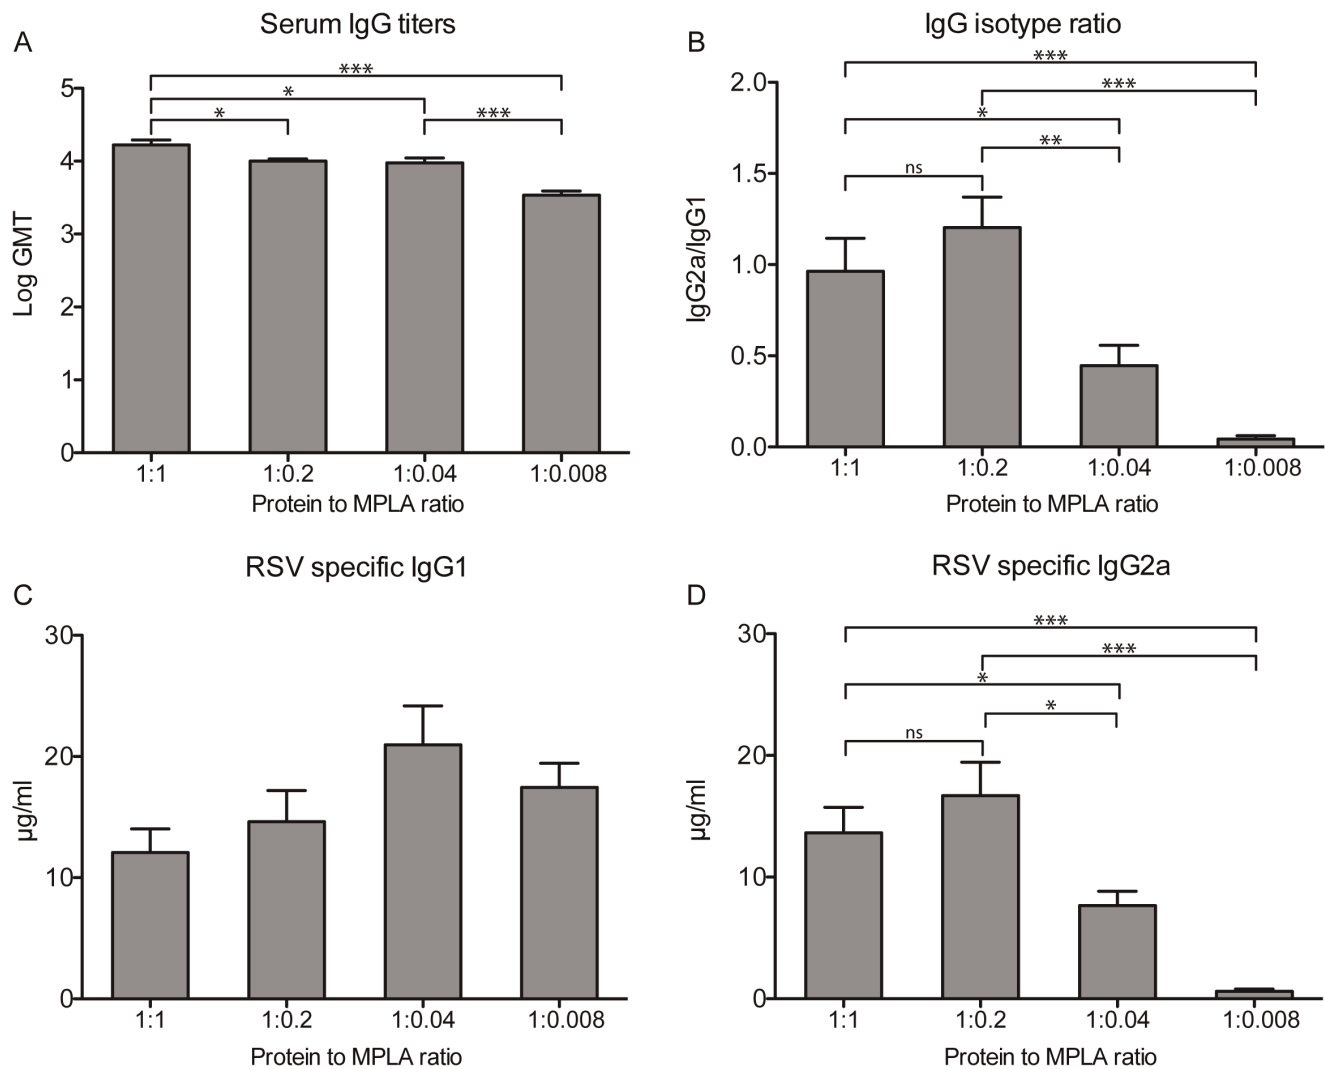 A
Serum IgG titers
***
*
*
***
5
4
3
2
1
0
Log GMT
1:1 1:0.2 1:0.04 1:0.008
Protein to MPLA ratio
B
IgG isotype ratio
***
***
*
**
ns
2.0
1.5
1.0
0.5
0.0
IgG2a/IgG1
1:1 1:0.2 1:0.04 1:0.008
Protein to MPLA ratio
C
RSV specific IgG1
30
20
10
0
µg/ml
1:1 1:0.2 1:0.04 1:0.008
Protein to MPLA ratio
D
RSV specific IgG2a
***
***
*
*
ns
30
20
10
0
µg/ml
1:1 1:0.2 1:0.04 1:0.008
Protein to MPLA ratio